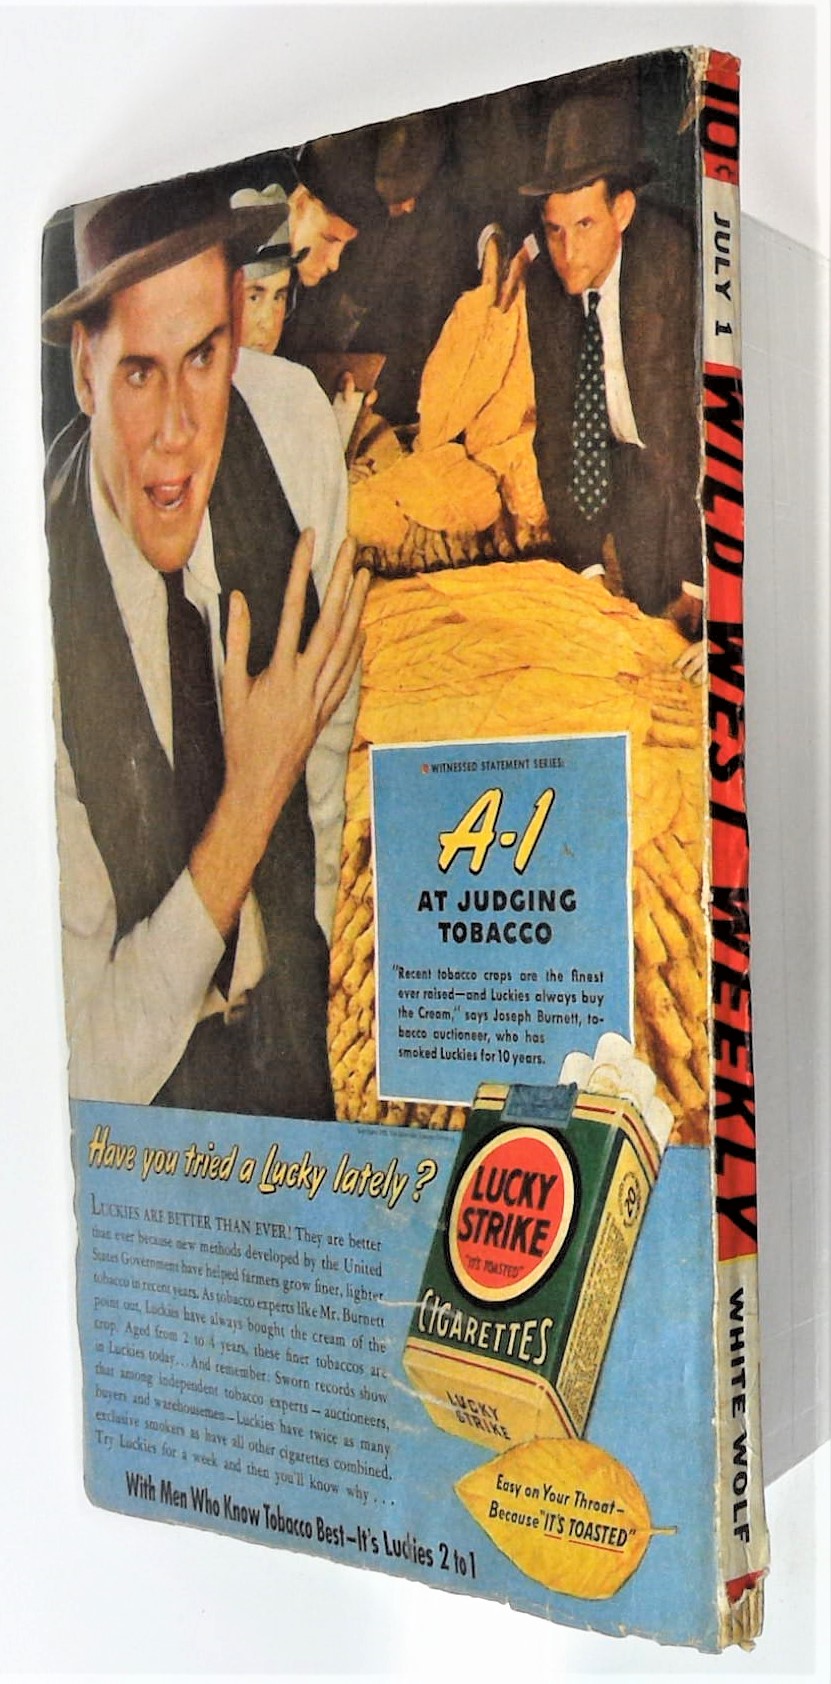 10¢ JULY 1 WILD WEST WEEKLY WHITE WOLF
WITNESSED STATEMENT SERIES:
A-1
AT JUDGING
TOBACCO
"Recent tobacco crops are the finest
ever raised—and Luckies always buy
the Cream," says Joseph Burnett, to-
bacco auctioneer, who has
smoked Luckies for 10 years.
Have you tried a Lucky lately?
LUCKIES ARE BETTER THAN EVER! They are better
than ever because new methods developed by the United
States Government have helped farmers grow finer, lighter
tobacco in recent years. As tobacco experts like Mr. Burnett
point out, Luckies have always bought the cream of the
crop. Aged from 2 to 4 years, these finer tobaccos are
in Luckies today...And remember: Sworn records show
that among independent tobacco experts—auctioneers,
buyers and warehousemen—Luckies have twice as many
exclusive smokers as have all other cigarettes combined.
Try Luckies for a week and then you'll know why...
With Men Who Know Tobacco Best—It's Luckies 2 to 1
LUCKY
STRIKE
"IT'S TOASTED"
CIGARETTES
20
LUCKY
STRIKE
Easy on Your Throat—
Because "IT'S TOASTED"